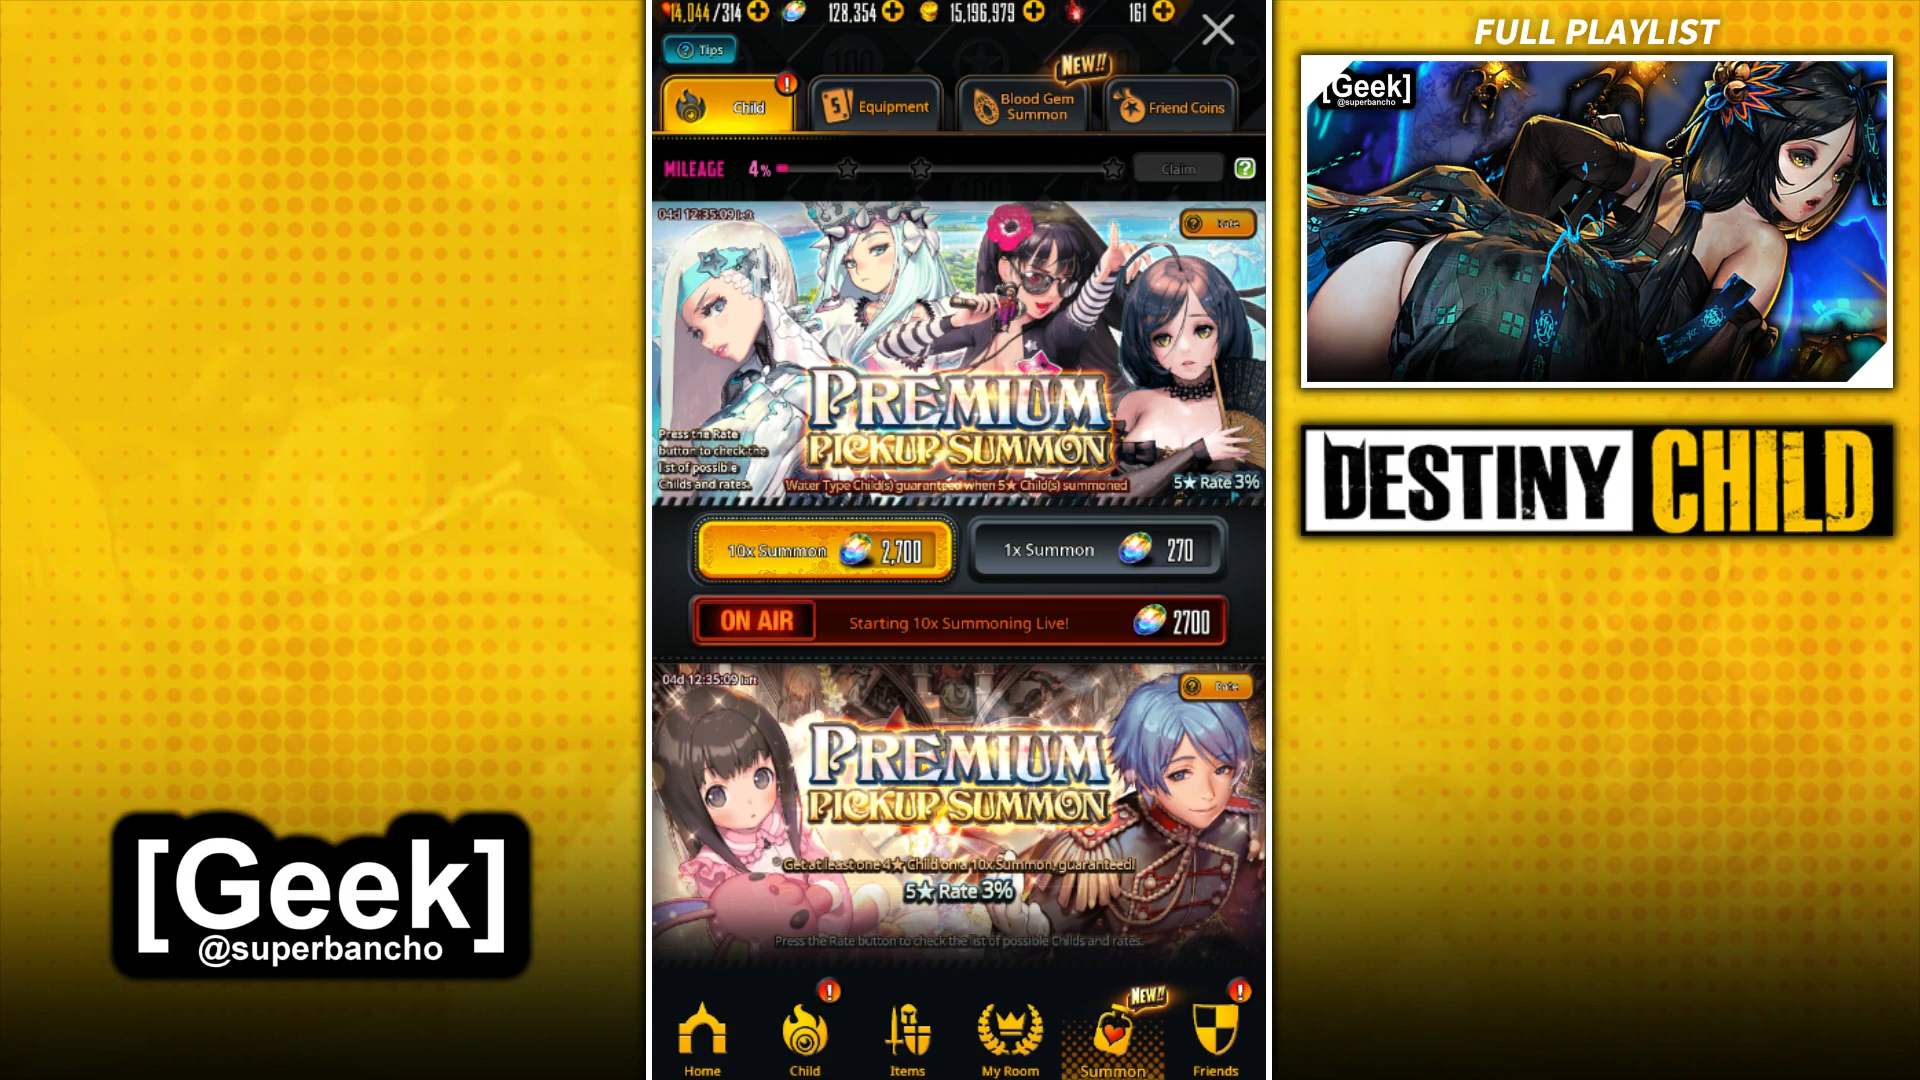 14,044/314
128,354
15,196,979
161
Tips
Child
Equipment
NEW!!
Blood Gem
Summon
Friend Coins
MILEAGE 4%
Claim
04d 12:35:09 left
Rate
PREMIUM
PICKUP SUMMON
Press the Rate
button to check the
list of possible
Childs and rates.
Water Type Child(s) guaranteed when 5★ Child(s) summoned
5★ Rate 3%
10x Summon 2,700
1x Summon 270
ON AIR
Starting 10x Summoning Live!
2700
04d 12:35:09 left
Rate
PREMIUM
PICKUP SUMMON
Get at least one 4★ Child on a 10x Summon, guaranteed!
5★ Rate 3%
Press the Rate button to check the list of possible Childs and rates.
Home
Child
Items
My Room
NEW!!
Summon
Friends
[Geek]
@superbancho
FULL PLAYLIST
[Geek]
@superbancho
DESTINY CHILD